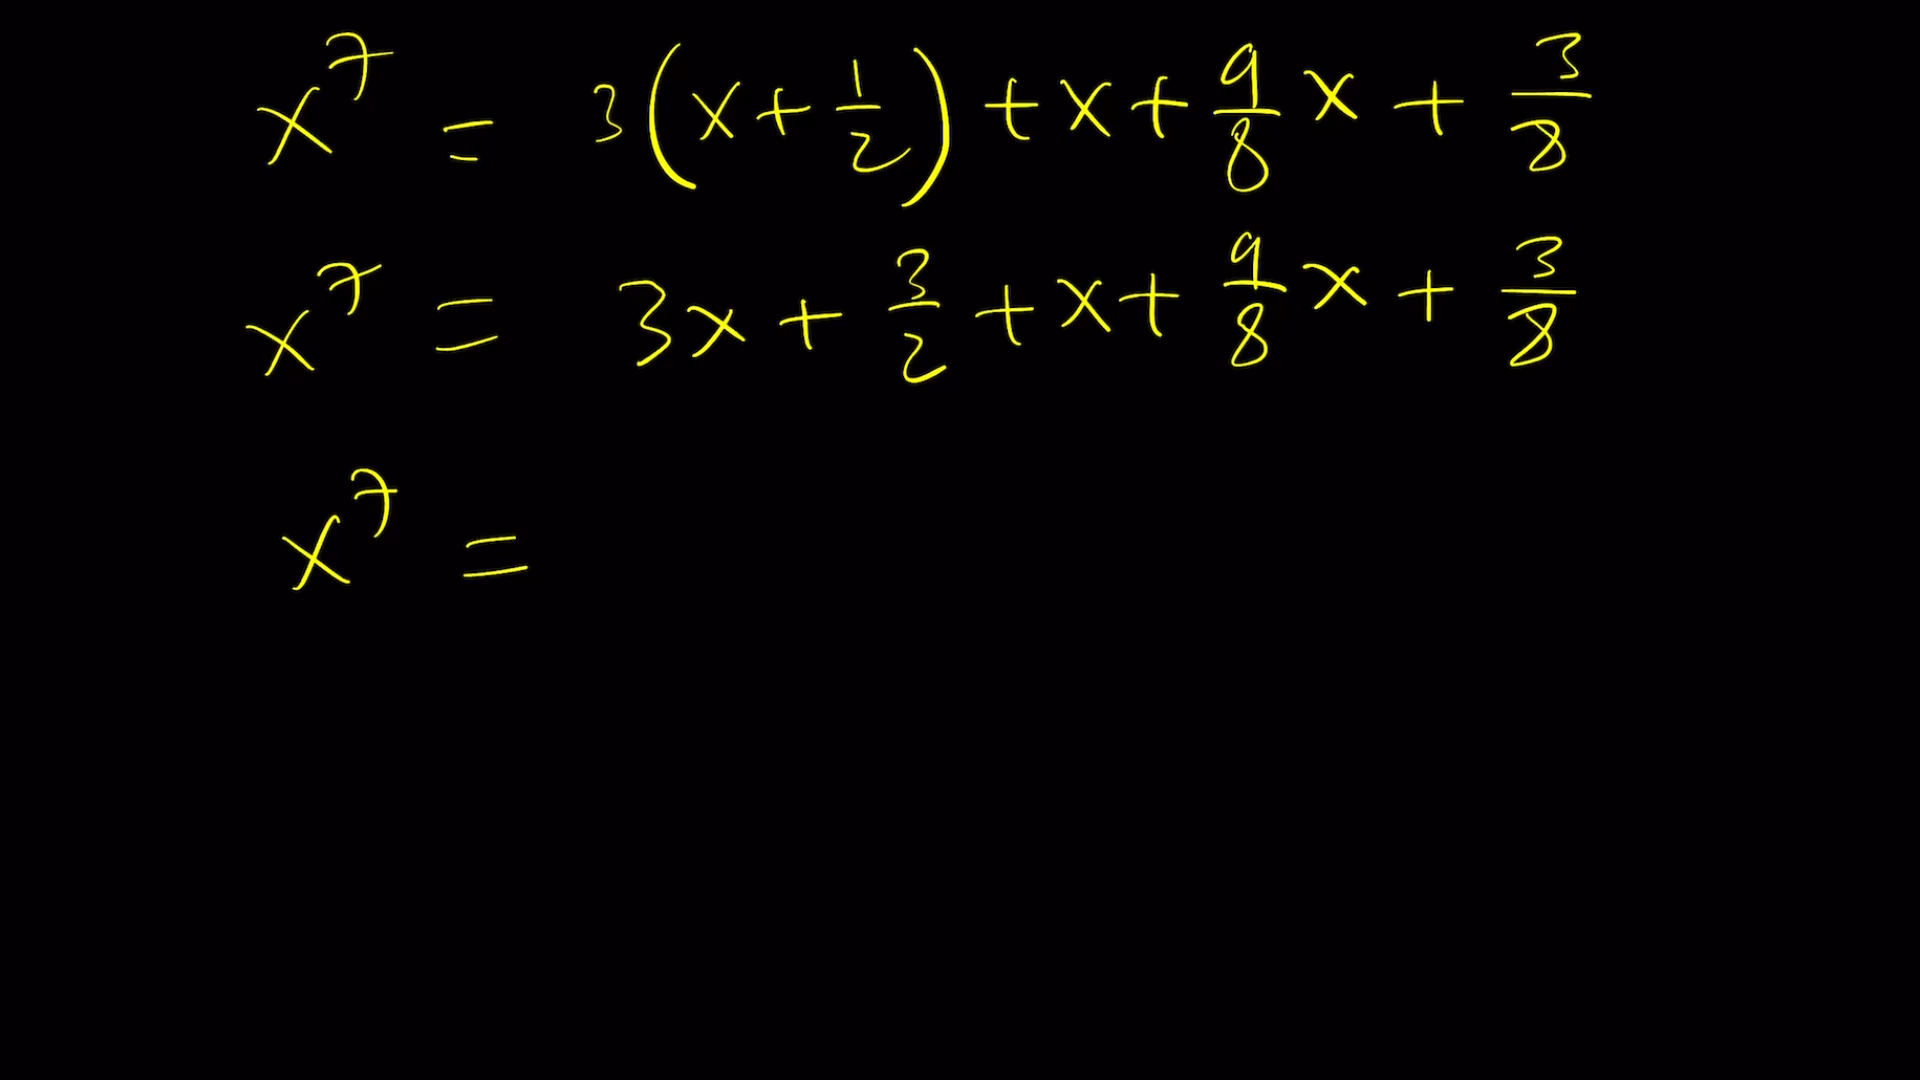 x^7 = 3(x + 1/2) + x + 9/8 x + 3/8
x^7 = 3x + 3/2 + x + 9/8 x + 3/8
x^7 =